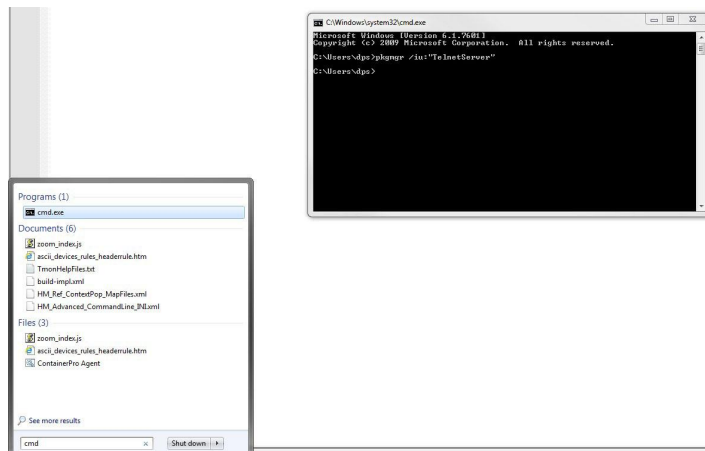 C:\Windows\system32\cmd.exe
Microsoft Windows [Version 6.1.7601]
Copyright (c) 2009 Microsoft Corporation.  All rights reserved.
C:\Users\dps>pkgmgr /iu:"TelnetServer"
C:\Users\dps>
Programs (1)
cmd.exe
Documents (6)
zoom_index.js
ascii_devices_rules_headerrule.htm
TmonHelpFiles.txt
build-impl.xml
HM_Ref_ContextPop_MapFiles.xml
HM_Advanced_CommandLine_INI.xml
Files (3)
zoom_index.js
ascii_devices_rules_headerrule.htm
ContainerPro Agent
See more results
cmd
Shut down